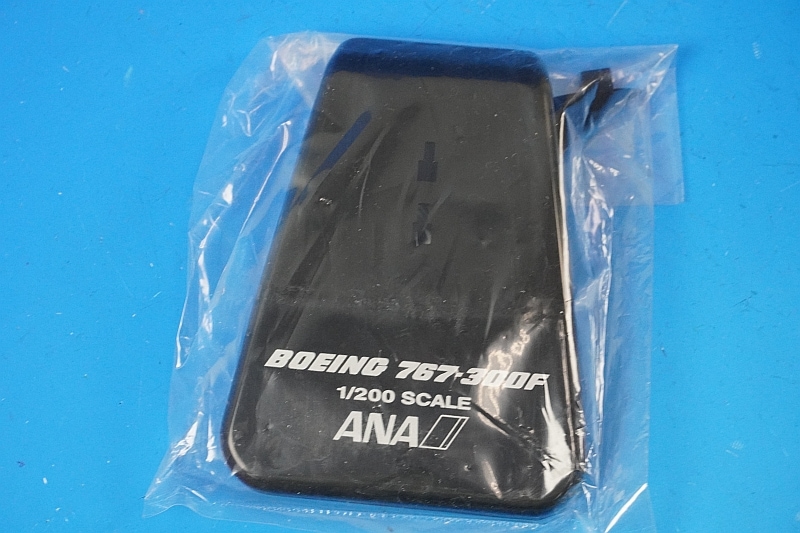 BOEING 767-300F
1/200 SCALE
ANA